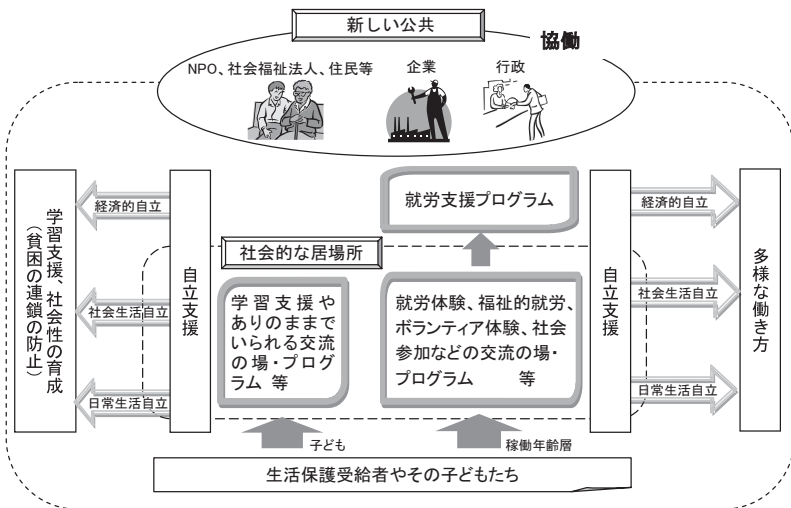 新しい公共
協働
NPO、社会福祉法人、住民等
企業
行政
学習支援、社会性の育成
（貧困の連鎖の防止）
経済的自立
社会生活自立
日常生活自立
自立支援
社会的な居場所
学習支援や
ありのままで
いられる交流
の場・プログ
ラム 等
就労支援プログラム
就労体験、福祉的就労、
ボランティア体験、社会
参加などの交流の場・
プログラム 等
自立支援
経済的自立
社会生活自立
日常生活自立
多様な働き方
子ども
稼働年齢層
生活保護受給者やその子どもたち